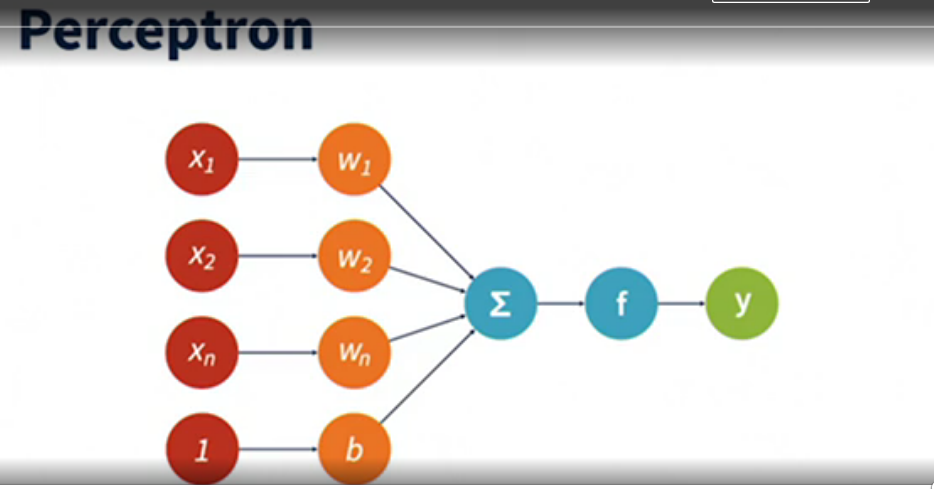 Perceptron
x1 w1
x2 w2
Σ f y
xn wn
1 b